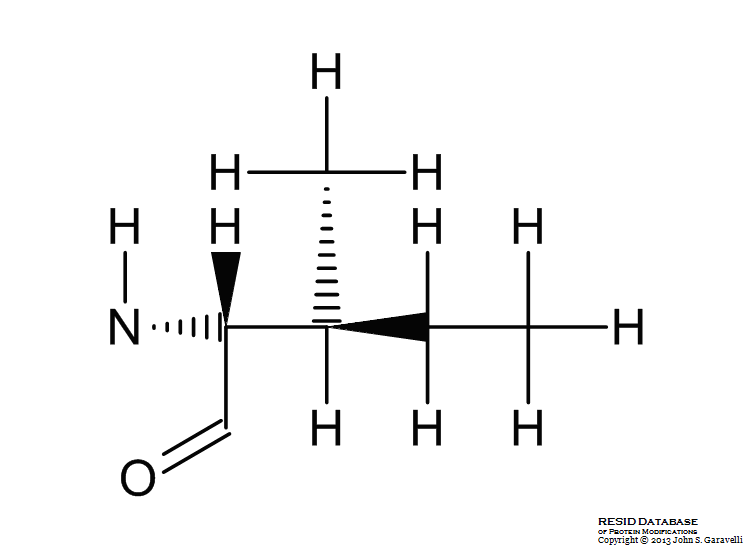 H
H H
H H H H
N H
H H H
O
RESID DATABASE
OF PROTEIN MODIFICATIONS
Copyright © 2013 John S. Garavelli